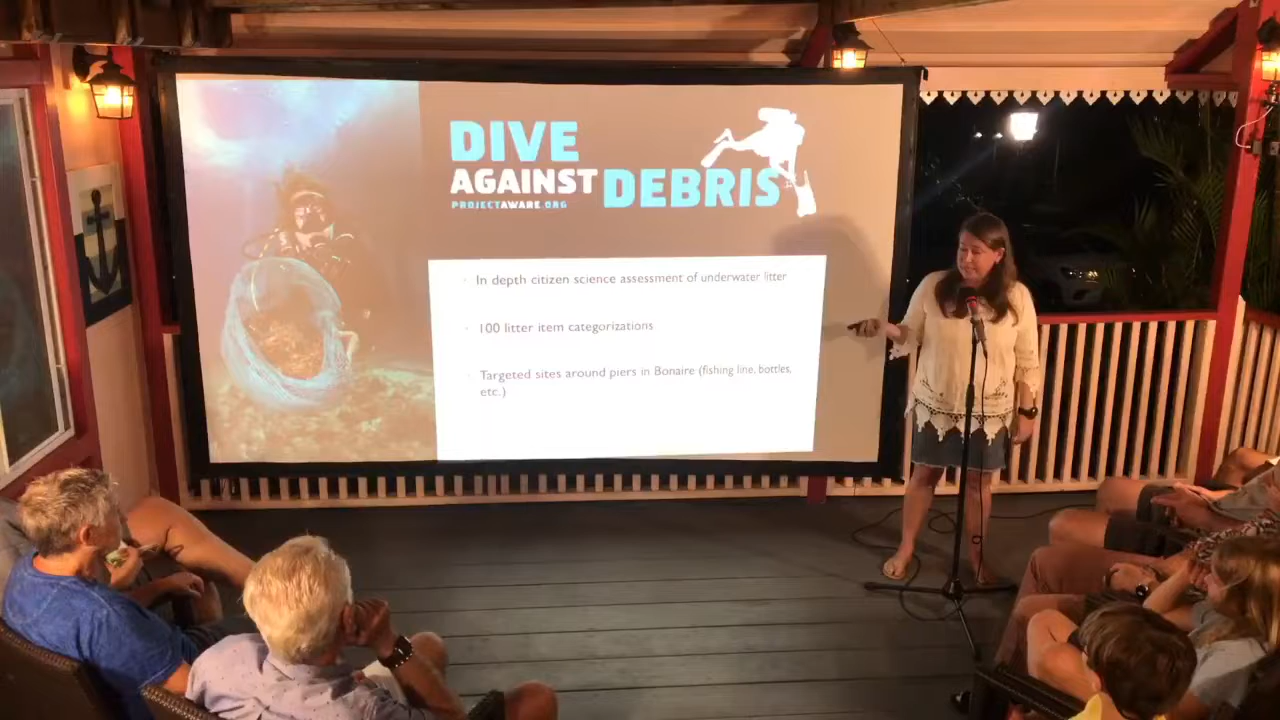 DIVE
AGAINST DEBRIS
PROJECTAWARE.ORG
In depth citizen science assessment of underwater litter
100 litter item categorizations
Targeted sites around piers in Bonaire (fishing line, bottles,
etc.)